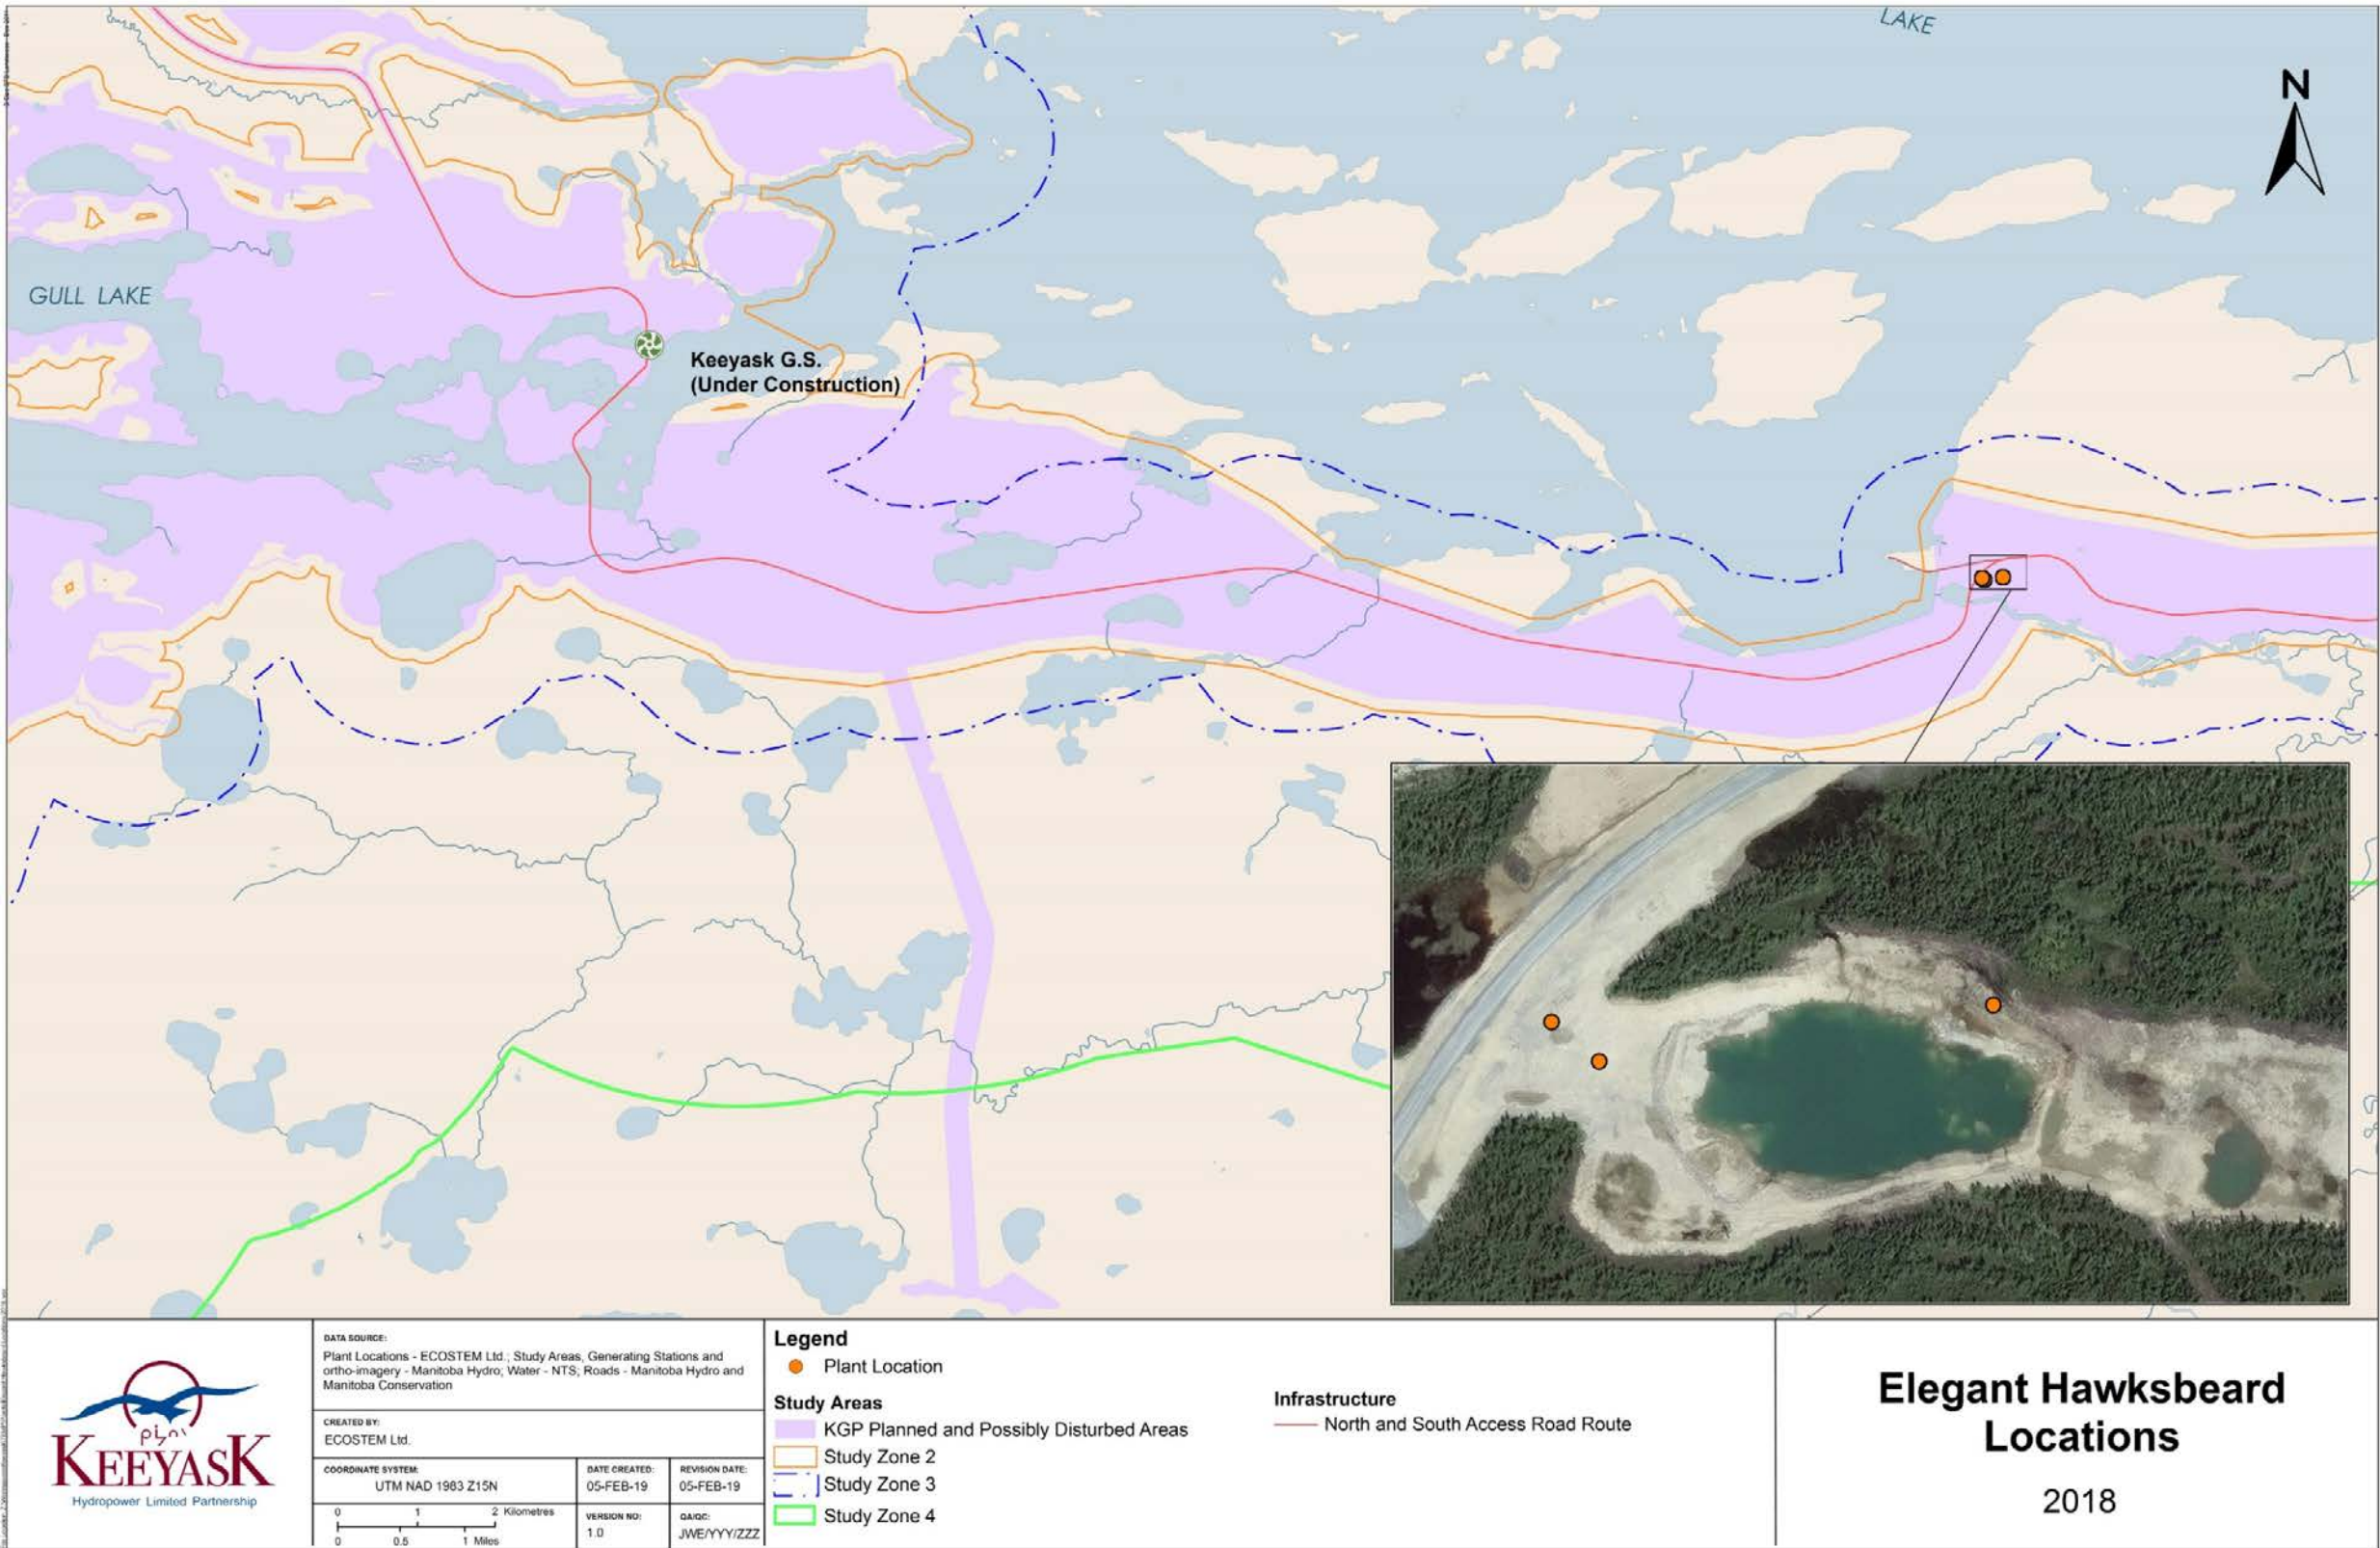 LAKE
N
GULL LAKE
Keeyask G.S.
(Under Construction)
ᑭᔭᐢᐠ
KEEYASK
Hydropower Limited Partnership
DATA SOURCE:
Plant Locations - ECOSTEM Ltd.; Study Areas, Generating Stations and
ortho-imagery - Manitoba Hydro; Water - NTS; Roads - Manitoba Hydro and
Manitoba Conservation
CREATED BY:
ECOSTEM Ltd.
COORDINATE SYSTEM:
UTM NAD 1983 Z15N
DATE CREATED:
05-FEB-19
REVISION DATE:
05-FEB-19
0 1 2 Kilometres
0 0.5 1 Miles
VERSION NO:
1.0
QA/QC:
JWE/YYY/ZZZ
Legend
Plant Location
Study Areas
KGP Planned and Possibly Disturbed Areas
Study Zone 2
Study Zone 3
Study Zone 4
Infrastructure
North and South Access Road Route
Elegant Hawksbeard
Locations
2018